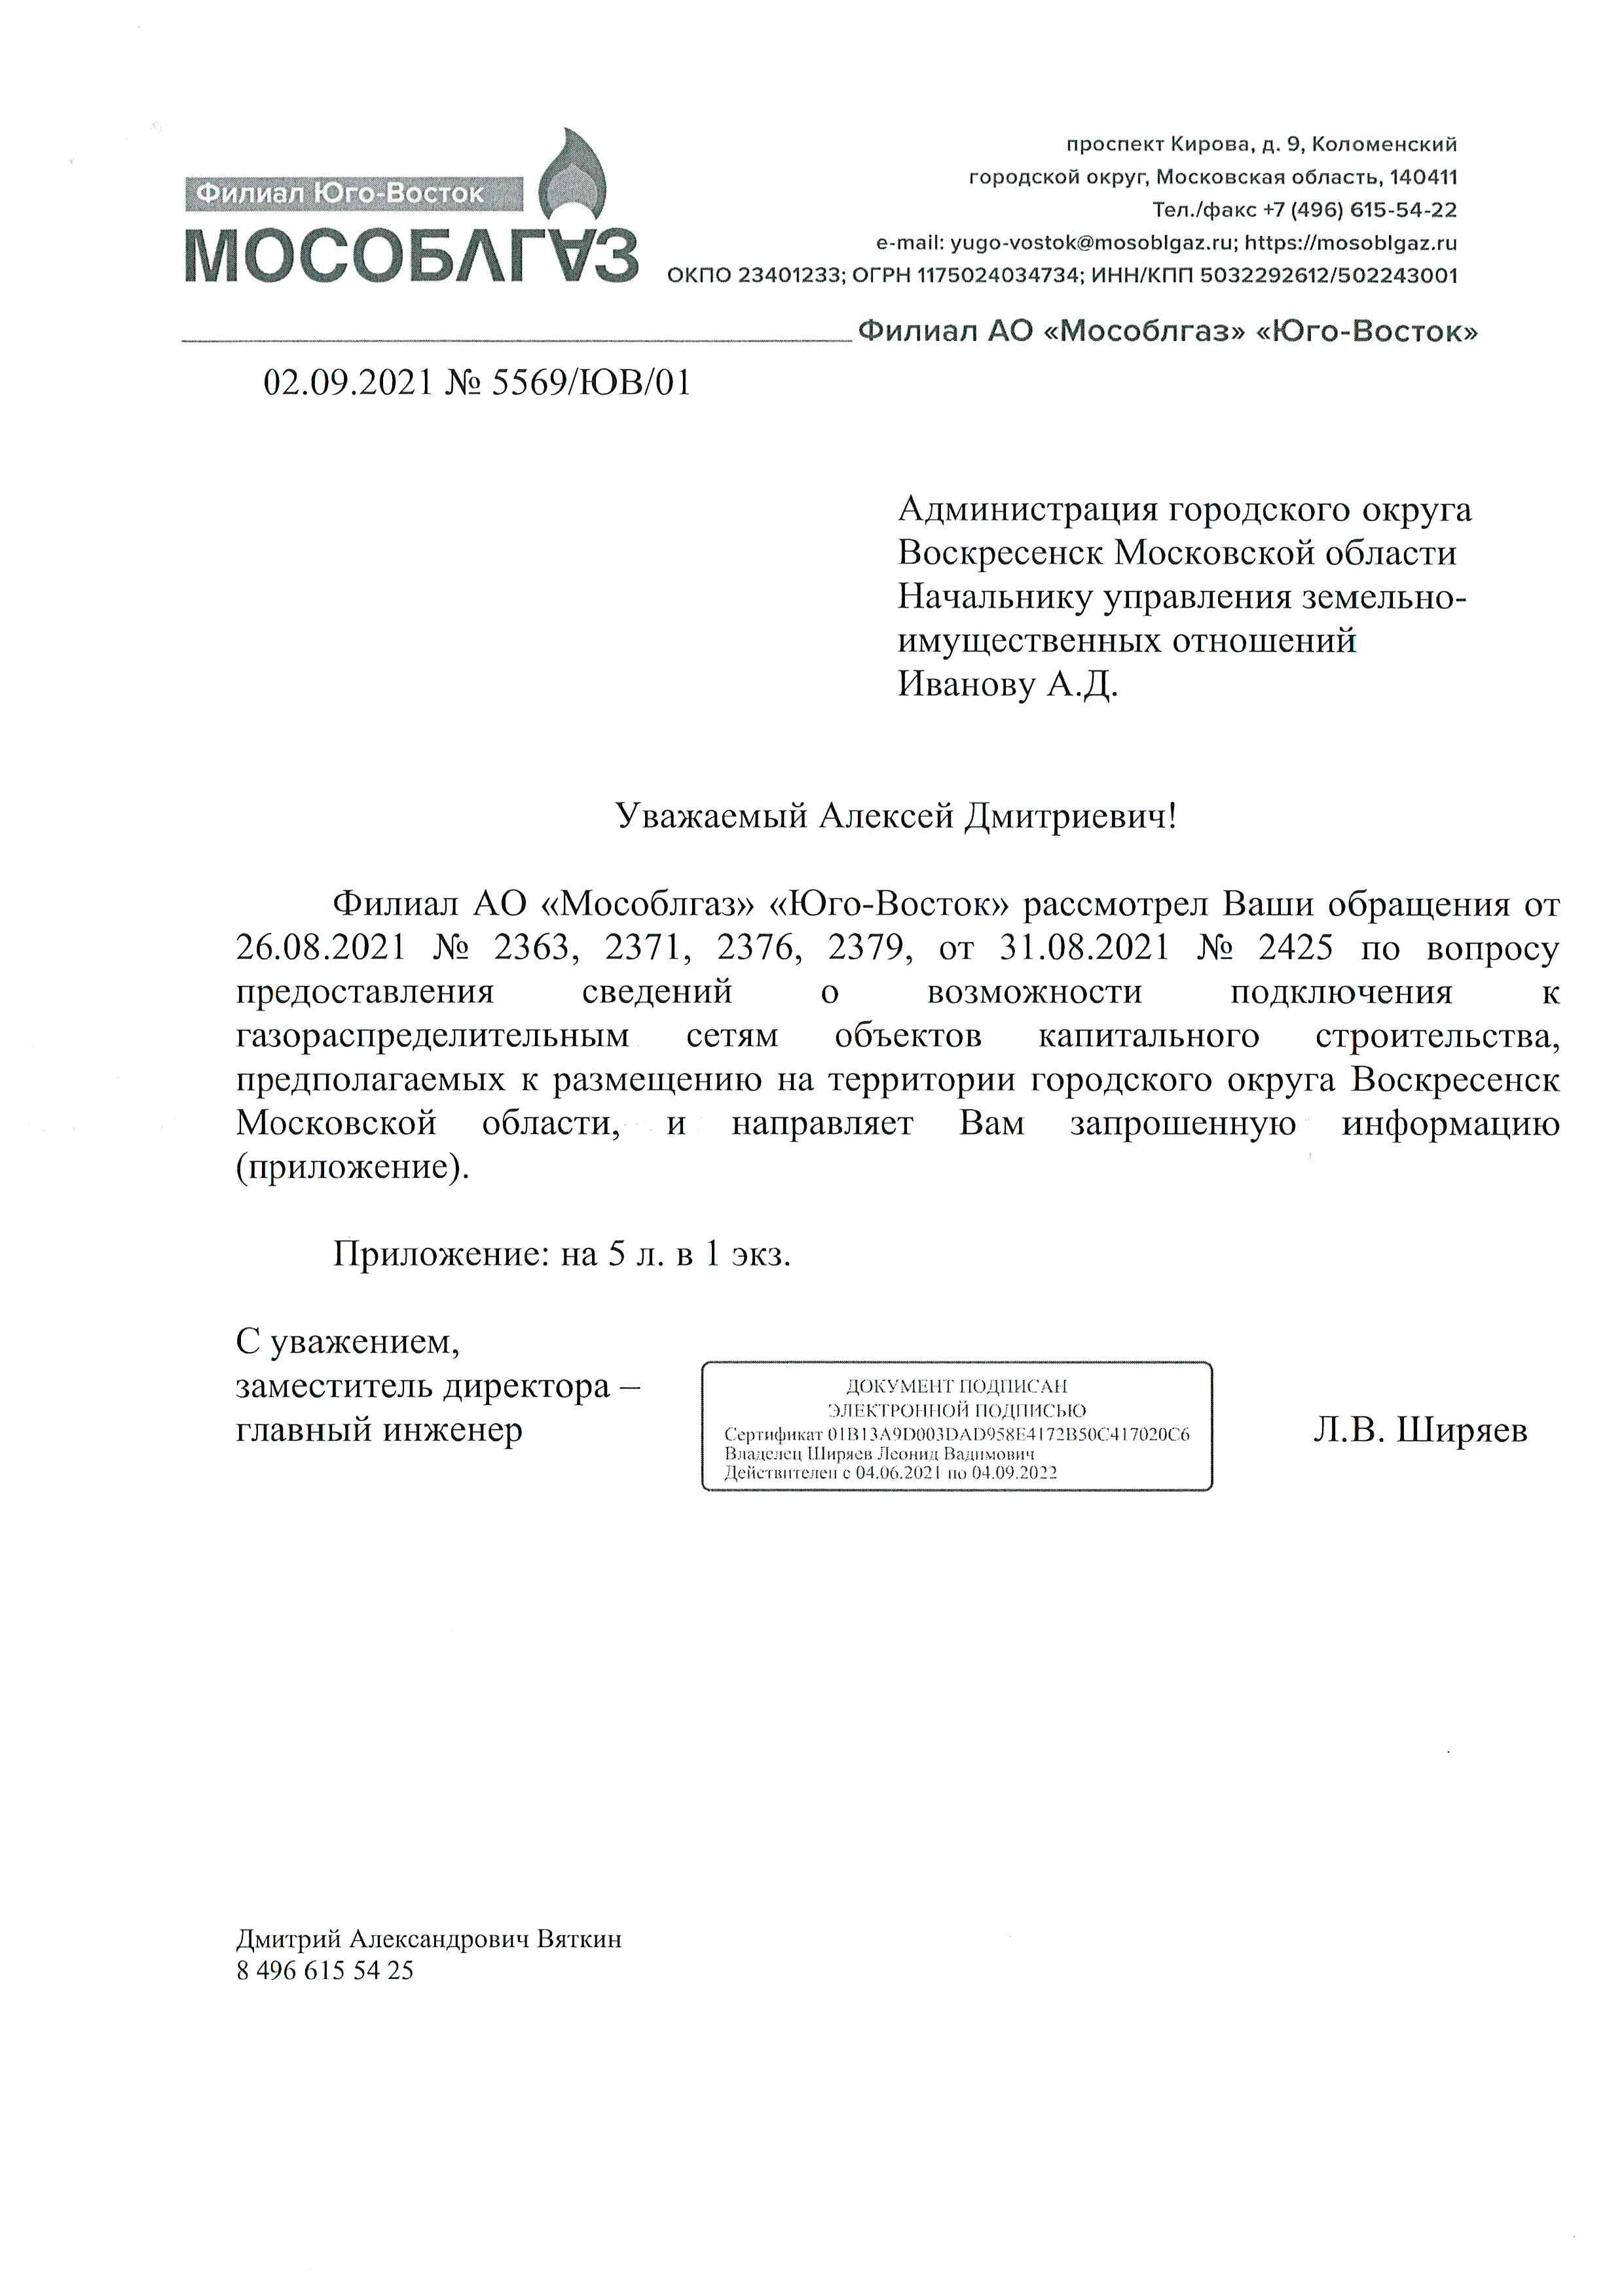 Филиал Юго-Восток
МОСОБЛГАЗ
проспект Кирова, д. 9, Коломенский
городской округ, Московская область, 140411
Тел./факс +7 (496) 615-54-22
e-mail: yugo-vostok@mosoblgaz.ru; https://mosoblgaz.ru
ОКПО 23401233; ОГРН 1175024034734; ИНН/КПП 5032292612/502243001
Филиал АО «Мособлгаз» «Юго-Восток»
02.09.2021 № 5569/ЮВ/01
Администрация городского округа
Воскресенск Московской области
Начальнику управления земельно-
имущественных отношений
Иванову А.Д.
Уважаемый Алексей Дмитриевич!
Филиал АО «Мособлгаз» «Юго-Восток» рассмотрел Ваши обращения от
26.08.2021 № 2363, 2371, 2376, 2379, от 31.08.2021 № 2425 по вопросу
предоставления сведений о возможности подключения к
газораспределительным сетям объектов капитального строительства,
предполагаемых к размещению на территории городского округа Воскресенск
Московской области, и направляет Вам запрошенную информацию
(приложение).
Приложение: на 5 л. в 1 экз.
С уважением,
заместитель директора –
главный инженер
ДОКУМЕНТ ПОДПИСАН
ЭЛЕКТРОННОЙ ПОДПИСЬЮ
Сертификат 01B13A9D003DAD958E4172B50C417020C6
Владелец Ширяев Леонид Вадимович
Действителен с 04.06.2021 по 04.09.2022
Л.В. Ширяев
Дмитрий Александрович Вяткин
8 496 615 54 25